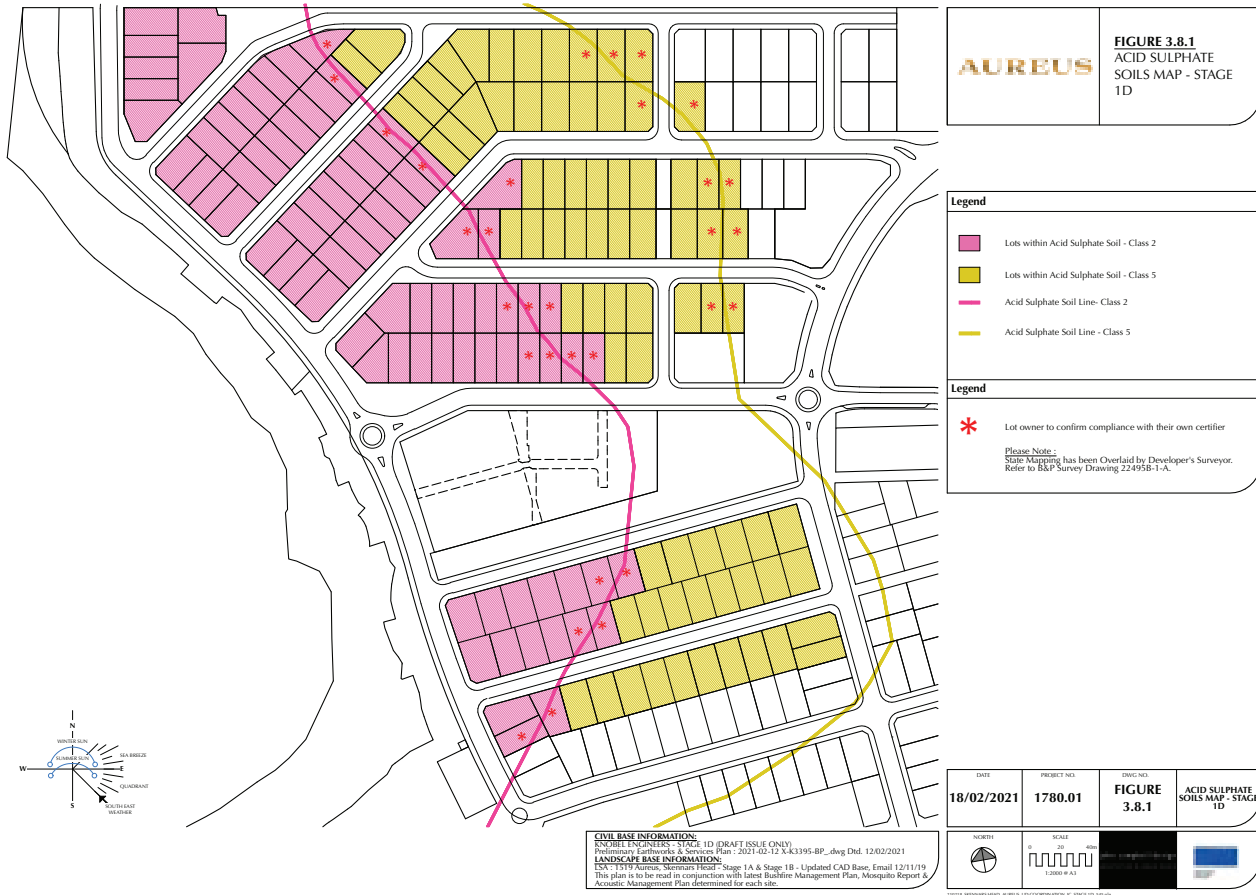 AUREUS
FIGURE 3.8.1
ACID SULPHATE
SOILS MAP - STAGE
1D
Legend
Lots within Acid Sulphate Soil - Class 2
Lots within Acid Sulphate Soil - Class 5
Acid Sulphate Soil Line- Class 2
Acid Sulphate Soil Line - Class 5
Legend
* Lot owner to confirm compliance with their own certifier
Please Note :
State Mapping has been Overlaid by Developer's Surveyor.
Refer to B&P Survey Drawing 22495B-1-A.
N
WINTER SUN
SEA BREEZE
SUMMER SUN
W
E
QUADRANT
S
SOUTH EAST
WEATHER
CIVIL BASE INFORMATION:
KNOBEL ENGINEERS - STAGE 1D (DRAFT ISSUE ONLY)
Preliminary Earthworks & Services Plan : 2021-02-12 X-K3395-BP_.dwg Dtd. 12/02/2021
LANDSCAPE BASE INFORMATION:
LSA : 1519 Aureus, Skennars Head - Stage 1A & Stage 1B - Updated CAD Base, Email 12/11/19
This plan is to be read in conjunction with latest Bushfire Management Plan, Mosquito Report &
Acoustic Management Plan determined for each site.
DATE
18/02/2021
PROJECT NO.
1780.01
DWG NO.
FIGURE
3.8.1
ACID SULPHATE
SOILS MAP - STAGE
1D
NORTH
SCALE
0 20 40m
1:2000 @ A3